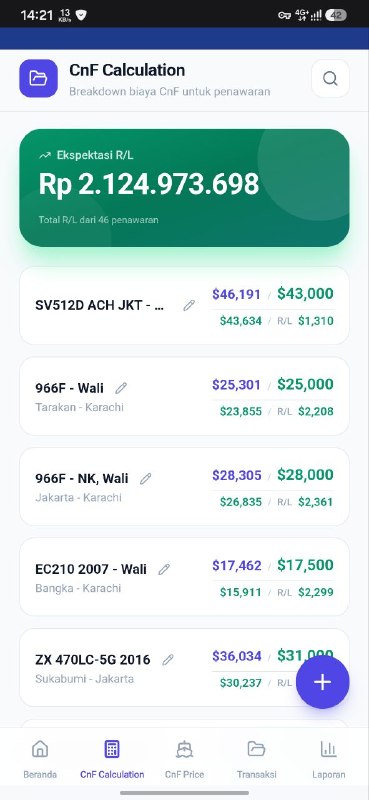 14:21 13 KB/s 4G+ 42
CnF Calculation
Breakdown biaya CnF untuk penawaran
Ekspektasi R/L
Rp 2.124.973.698
Total R/L dari 46 penawaran
SV512D ACH JKT - ...
$46,191 / $43,000
$43,634 / R/L $1,310
966F - Wali
Tarakan - Karachi
$25,301 / $25,000
$23,855 / R/L $2,208
966F - NK, Wali
Jakarta - Karachi
$28,305 / $28,000
$26,835 / R/L $2,361
EC210 2007 - Wali
Bangka - Karachi
$17,462 / $17,500
$15,911 / R/L $2,299
ZX 470LC-5G 2016
Sukabumi - Jakarta
$36,034 /
$30,237 / R/L
Beranda CnF Calculation CnF Price Transaksi Laporan